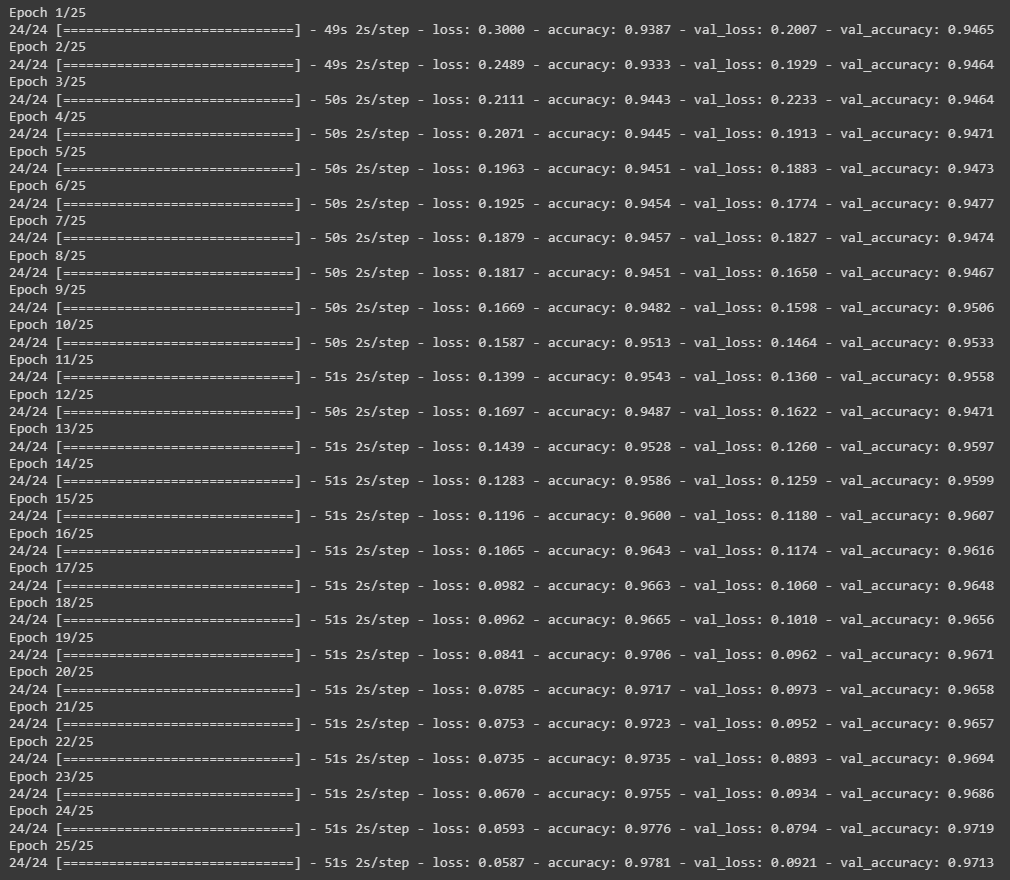 Epoch 1/25
24/24 [==============================] - 49s 2s/step - loss: 0.3000 - accuracy: 0.9387 - val_loss: 0.2007 - val_accuracy: 0.9465
Epoch 2/25
24/24 [==============================] - 49s 2s/step - loss: 0.2489 - accuracy: 0.9333 - val_loss: 0.1929 - val_accuracy: 0.9464
Epoch 3/25
24/24 [==============================] - 50s 2s/step - loss: 0.2111 - accuracy: 0.9443 - val_loss: 0.2233 - val_accuracy: 0.9464
Epoch 4/25
24/24 [==============================] - 50s 2s/step - loss: 0.2071 - accuracy: 0.9445 - val_loss: 0.1913 - val_accuracy: 0.9471
Epoch 5/25
24/24 [==============================] - 50s 2s/step - loss: 0.1963 - accuracy: 0.9451 - val_loss: 0.1883 - val_accuracy: 0.9473
Epoch 6/25
24/24 [==============================] - 50s 2s/step - loss: 0.1925 - accuracy: 0.9454 - val_loss: 0.1774 - val_accuracy: 0.9477
Epoch 7/25
24/24 [==============================] - 50s 2s/step - loss: 0.1879 - accuracy: 0.9457 - val_loss: 0.1827 - val_accuracy: 0.9474
Epoch 8/25
24/24 [==============================] - 50s 2s/step - loss: 0.1817 - accuracy: 0.9451 - val_loss: 0.1650 - val_accuracy: 0.9467
Epoch 9/25
24/24 [==============================] - 50s 2s/step - loss: 0.1669 - accuracy: 0.9482 - val_loss: 0.1598 - val_accuracy: 0.9506
Epoch 10/25
24/24 [==============================] - 50s 2s/step - loss: 0.1587 - accuracy: 0.9513 - val_loss: 0.1464 - val_accuracy: 0.9533
Epoch 11/25
24/24 [==============================] - 51s 2s/step - loss: 0.1399 - accuracy: 0.9543 - val_loss: 0.1360 - val_accuracy: 0.9558
Epoch 12/25
24/24 [==============================] - 50s 2s/step - loss: 0.1697 - accuracy: 0.9487 - val_loss: 0.1622 - val_accuracy: 0.9471
Epoch 13/25
24/24 [==============================] - 51s 2s/step - loss: 0.1439 - accuracy: 0.9528 - val_loss: 0.1260 - val_accuracy: 0.9597
Epoch 14/25
24/24 [==============================] - 51s 2s/step - loss: 0.1283 - accuracy: 0.9586 - val_loss: 0.1259 - val_accuracy: 0.9599
Epoch 15/25
24/24 [==============================] - 51s 2s/step - loss: 0.1196 - accuracy: 0.9600 - val_loss: 0.1180 - val_accuracy: 0.9607
Epoch 16/25
24/24 [==============================] - 51s 2s/step - loss: 0.1065 - accuracy: 0.9643 - val_loss: 0.1174 - val_accuracy: 0.9616
Epoch 17/25
24/24 [==============================] - 51s 2s/step - loss: 0.0982 - accuracy: 0.9663 - val_loss: 0.1060 - val_accuracy: 0.9648
Epoch 18/25
24/24 [==============================] - 51s 2s/step - loss: 0.0962 - accuracy: 0.9665 - val_loss: 0.1010 - val_accuracy: 0.9656
Epoch 19/25
24/24 [==============================] - 51s 2s/step - loss: 0.0841 - accuracy: 0.9706 - val_loss: 0.0962 - val_accuracy: 0.9671
Epoch 20/25
24/24 [==============================] - 51s 2s/step - loss: 0.0785 - accuracy: 0.9717 - val_loss: 0.0973 - val_accuracy: 0.9658
Epoch 21/25
24/24 [==============================] - 51s 2s/step - loss: 0.0753 - accuracy: 0.9723 - val_loss: 0.0952 - val_accuracy: 0.9657
Epoch 22/25
24/24 [==============================] - 51s 2s/step - loss: 0.0735 - accuracy: 0.9735 - val_loss: 0.0893 - val_accuracy: 0.9694
Epoch 23/25
24/24 [==============================] - 51s 2s/step - loss: 0.0670 - accuracy: 0.9755 - val_loss: 0.0934 - val_accuracy: 0.9686
Epoch 24/25
24/24 [==============================] - 51s 2s/step - loss: 0.0593 - accuracy: 0.9776 - val_loss: 0.0794 - val_accuracy: 0.9719
Epoch 25/25
24/24 [==============================] - 51s 2s/step - loss: 0.0587 - accuracy: 0.9781 - val_loss: 0.0921 - val_accuracy: 0.9713